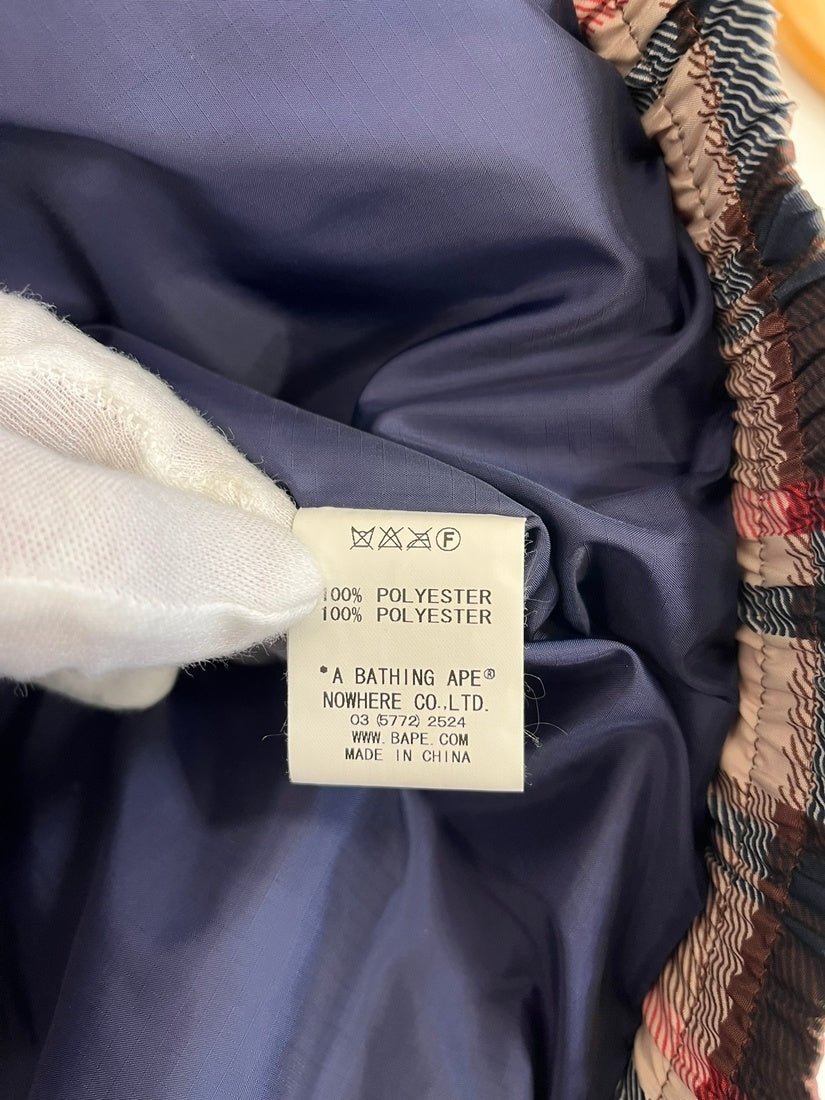 F
100% POLYESTER
100% POLYESTER
*A BATHING APE®
NOWHERE CO.,LTD.
03 (5772) 2524
WWW. BAPE. COM
MADE IN CHINA